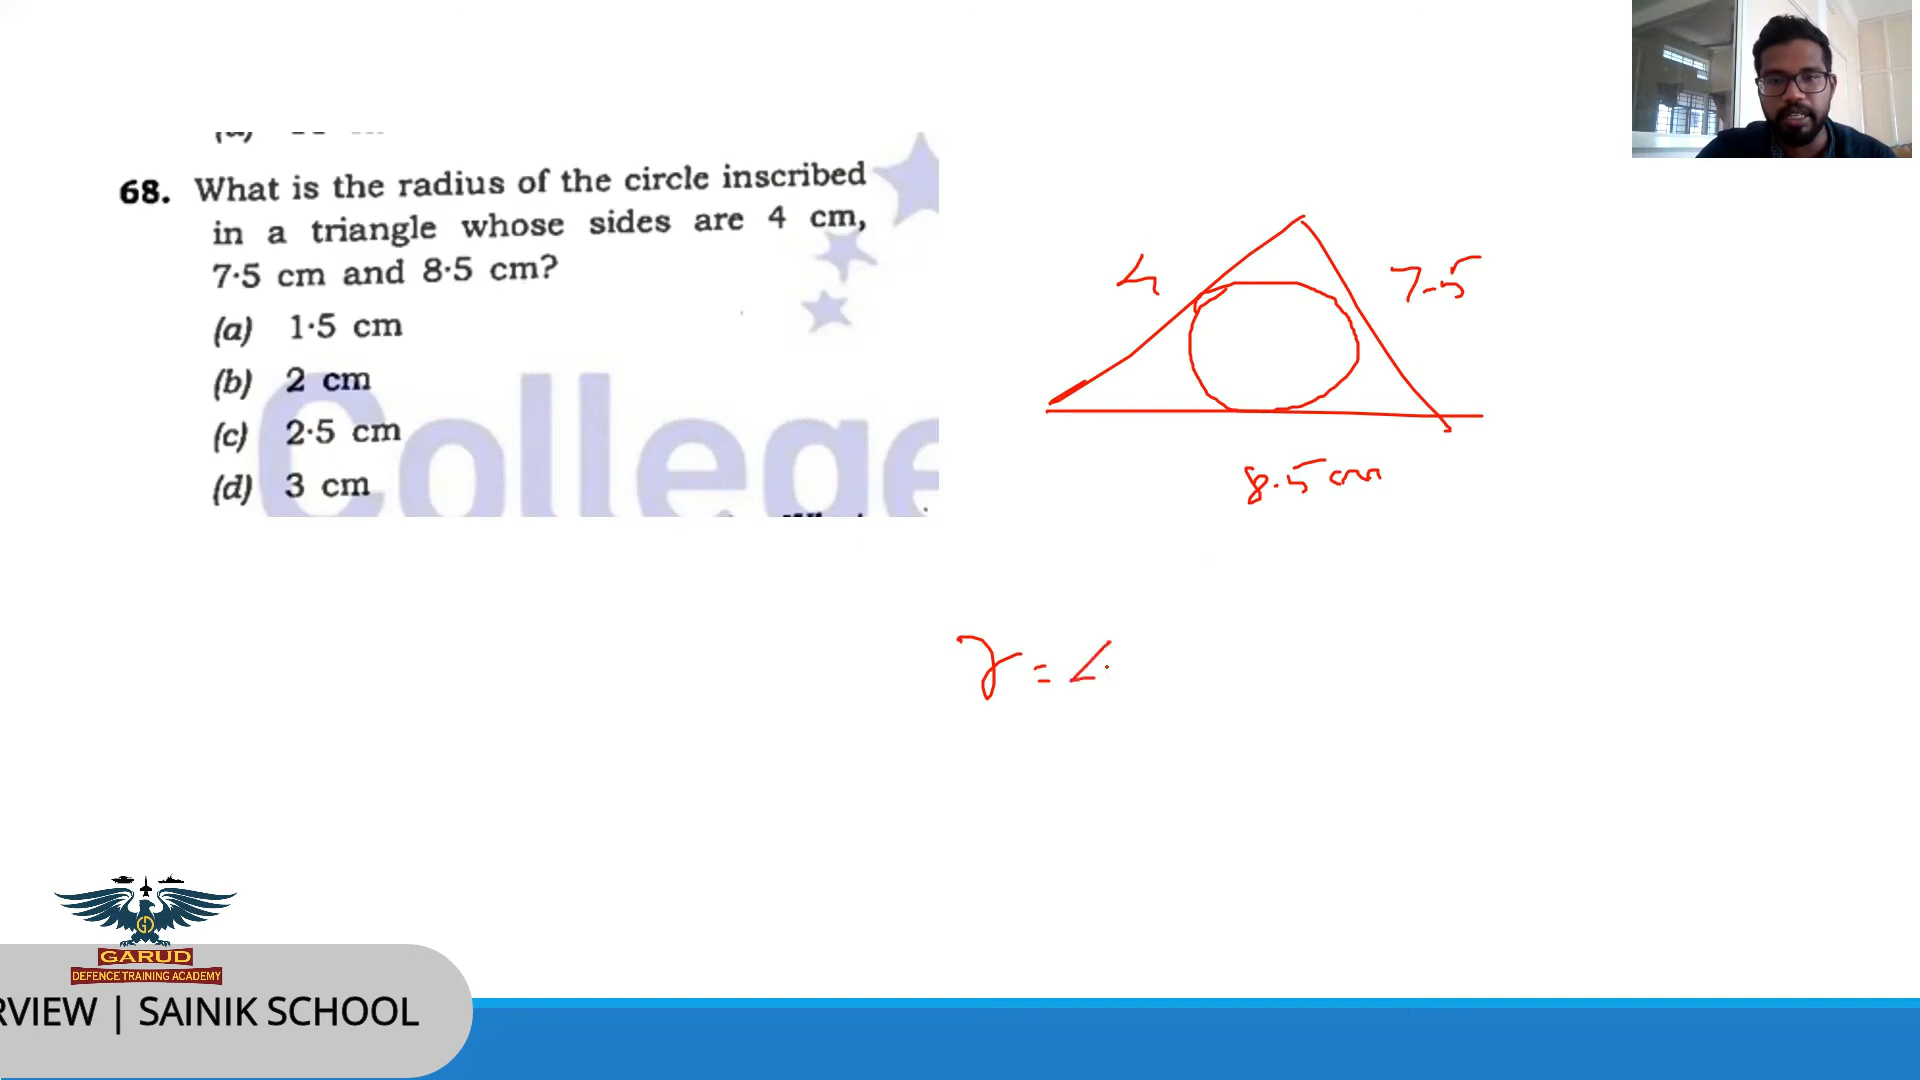 68. What is the radius of the circle inscribed
in a triangle whose sides are 4 cm,
7·5 cm and 8·5 cm?
(a) 1·5 cm
(b) 2 cm
(c) 2·5 cm
(d) 3 cm
College
4
7.5
8.5 cm
r =
GARUD
DEFENCE TRAINING ACADEMY
RVIEW | SAINIK SCHOOL